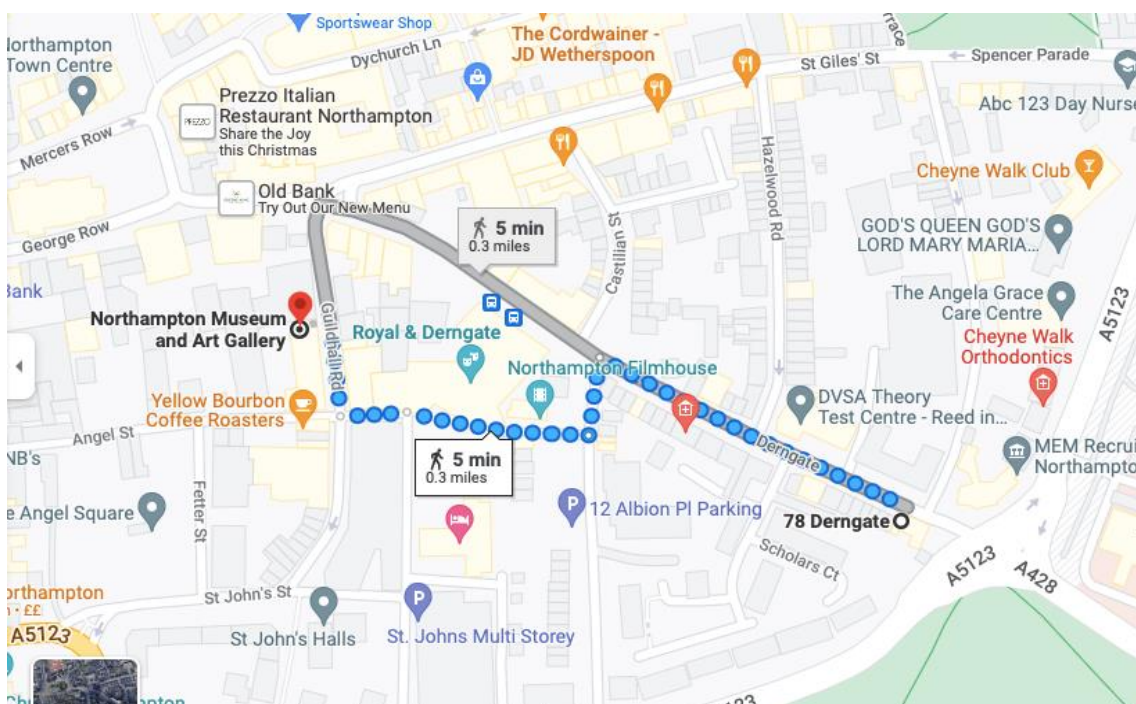 Sportswear Shop
The Cordwainer -
JD Wetherspoon
Northampton
Town Centre
Dychurch Ln
St Giles' St
Spencer Parade
Prezzo Italian
Restaurant Northampton
Share the Joy
this Christmas
PREZZO
Abc 123 Day Nurse
Mercers Row
Hazelwood Rd
Cheyne Walk Club
Old Bank
Try Out Our New Menu
George Row
5 min
0.3 miles
Castilian St
GOD'S QUEEN GOD'S
LORD MARY MARIA...
Bank
The Angela Grace
Care Centre
A5123
Northampton Museum
and Art Gallery
Guildhall Rd
Royal & Derngate
Cheyne Walk
Orthodontics
Northampton Filmhouse
Yellow Bourbon
Coffee Roasters
DVSA Theory
Test Centre - Reed in...
Angel St
Derngate
MEM Recrui
Northampto
5 min
0.3 miles
NB's
Fetter St
e Angel Square
12 Albion Pl Parking
78 Derngate
Scholars Ct
A5123
A428
orthampton
· ££
St John's St
A5123
St John's Halls
P
St. Johns Multi Storey
P